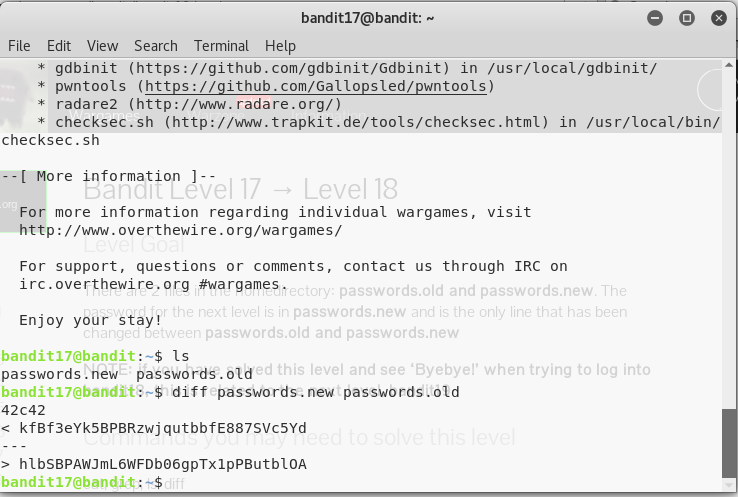 bandit17@bandit: ~
File Edit View Search Terminal Help
* gdbinit (https://github.com/gdbinit/Gdbinit) in /usr/local/gdbinit/
* pwntools (https://github.com/Gallopsled/pwntools)
* radare2 (http://www.radare.org/)
* checksec.sh (http://www.trapkit.de/tools/checksec.html) in /usr/local/bin/
checksec.sh
--[ More information ]--
Bandit Level 17 → Level 18
For more information regarding individual wargames, visit
http://www.overthewire.org/wargames/
Level Goal
For support, questions or comments, contact us through IRC on
irc.overthewire.org #wargames.
There are 2 files in the homedirectory: passwords.old and passwords.new. The
password for the next level is in passwords.new and is the only line that has been
changed between passwords.old and passwords.new
Enjoy your stay!
bandit17@bandit:~$ ls
NOTE: if you have solved this level and see 'Byebye!' when trying to log into
passwords.new passwords.old
bandit18, this is related to the next level, bandit19
bandit17@bandit:~$ diff passwords.new passwords.old
42c42
< kfBf3eYk5BPBRzwjqutbbfE887SVc5Yd
Commands you may need to solve this level
---
> hlbSBPAWJmL6WFDb06gpTx1pPButblOA
bandit17@bandit:~$
diff